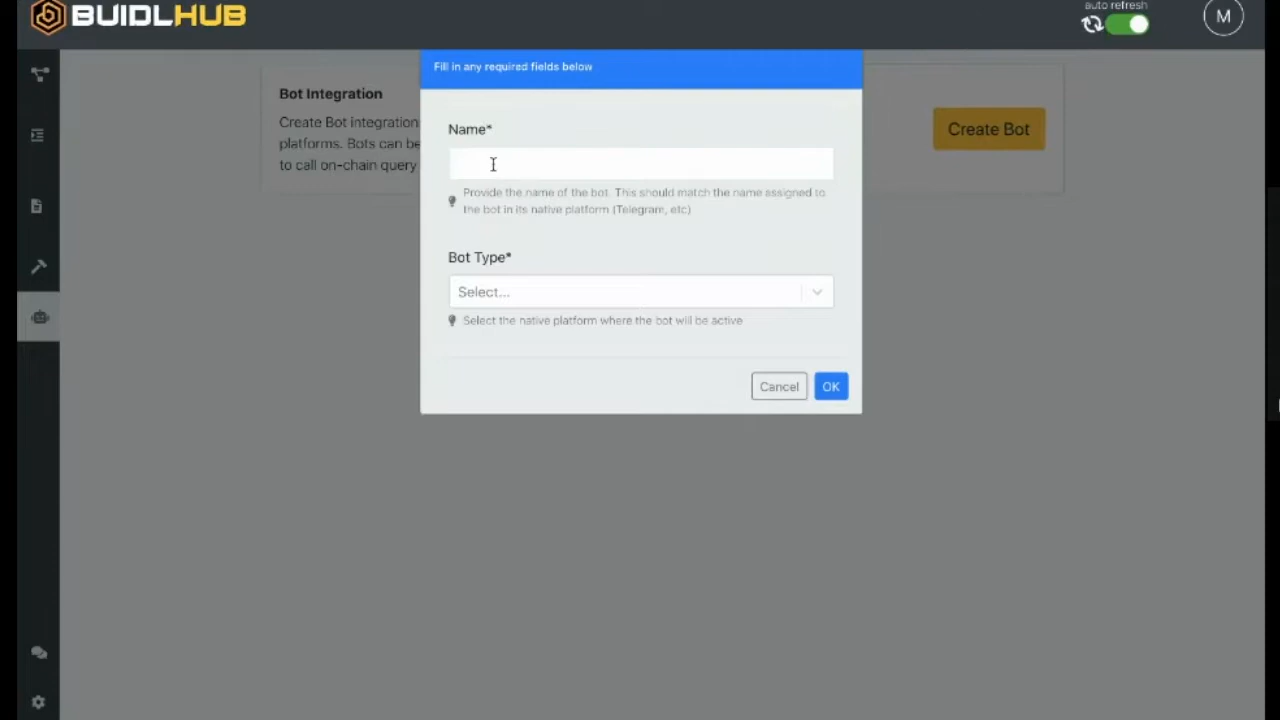 BUIDLHUB
auto refresh
M
Fill in any required fields below
Bot Integration
Create Bot integration
platforms. Bots can be
to call on-chain query
Create Bot
Name*
Provide the name of the bot. This should match the name assigned to
the bot in its native platform (Telegram, etc)
Bot Type*
Select...
Select the native platform where the bot will be active
Cancel
OK